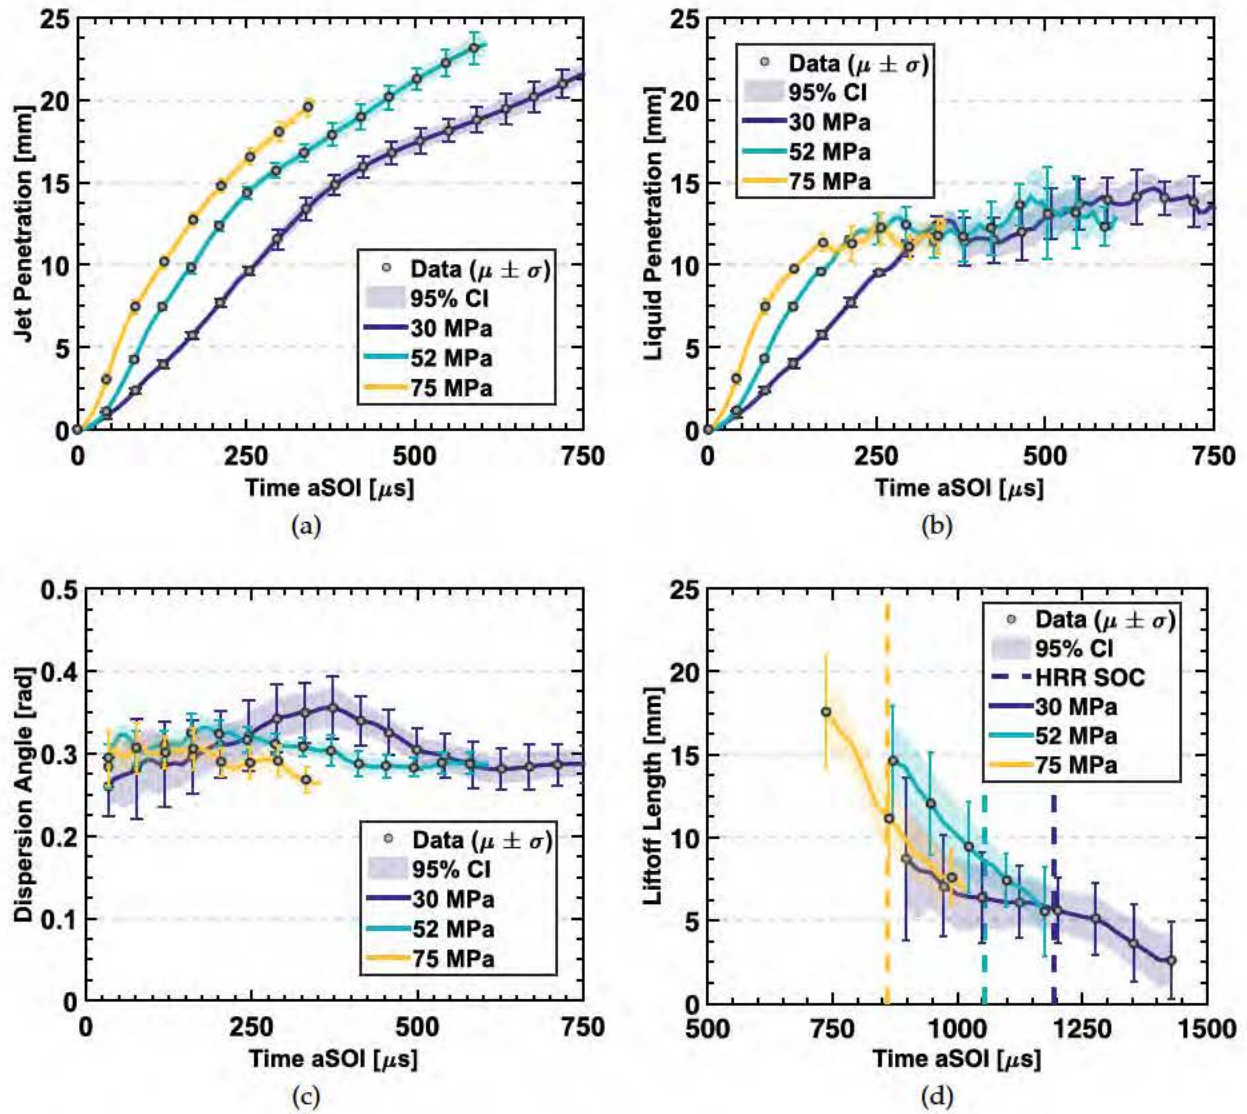 25
20
15
10
5
0
Jet Penetration [mm]
Data (μ ± σ)
95% CI
30 MPa
52 MPa
75 MPa
0 250 500 750
Time aSOI [μs]
(a)
25
20
15
10
5
0
Liquid Penetration [mm]
Data (μ ± σ)
95% CI
30 MPa
52 MPa
75 MPa
0 250 500 750
Time aSOI [μs]
(b)
0.5
0.4
0.3
0.2
0.1
0
Dispersion Angle [rad]
Data (μ ± σ)
95% CI
30 MPa
52 MPa
75 MPa
0 250 500 750
Time aSOI [μs]
(c)
25
20
15
10
5
0
Liftoff Length [mm]
Data (μ ± σ)
95% CI
HRR SOC
30 MPa
52 MPa
75 MPa
500 750 1000 1250 1500
Time aSOI [μs]
(d)